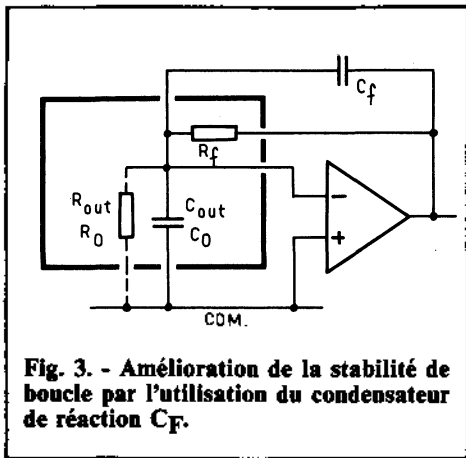 C_f
R_f
R_out
R_0
C_out
C_0
−
+
COM.
Fig. 3. - Amélioration de la stabilité de
boucle par l'utilisation du condensateur
de réaction C_F.